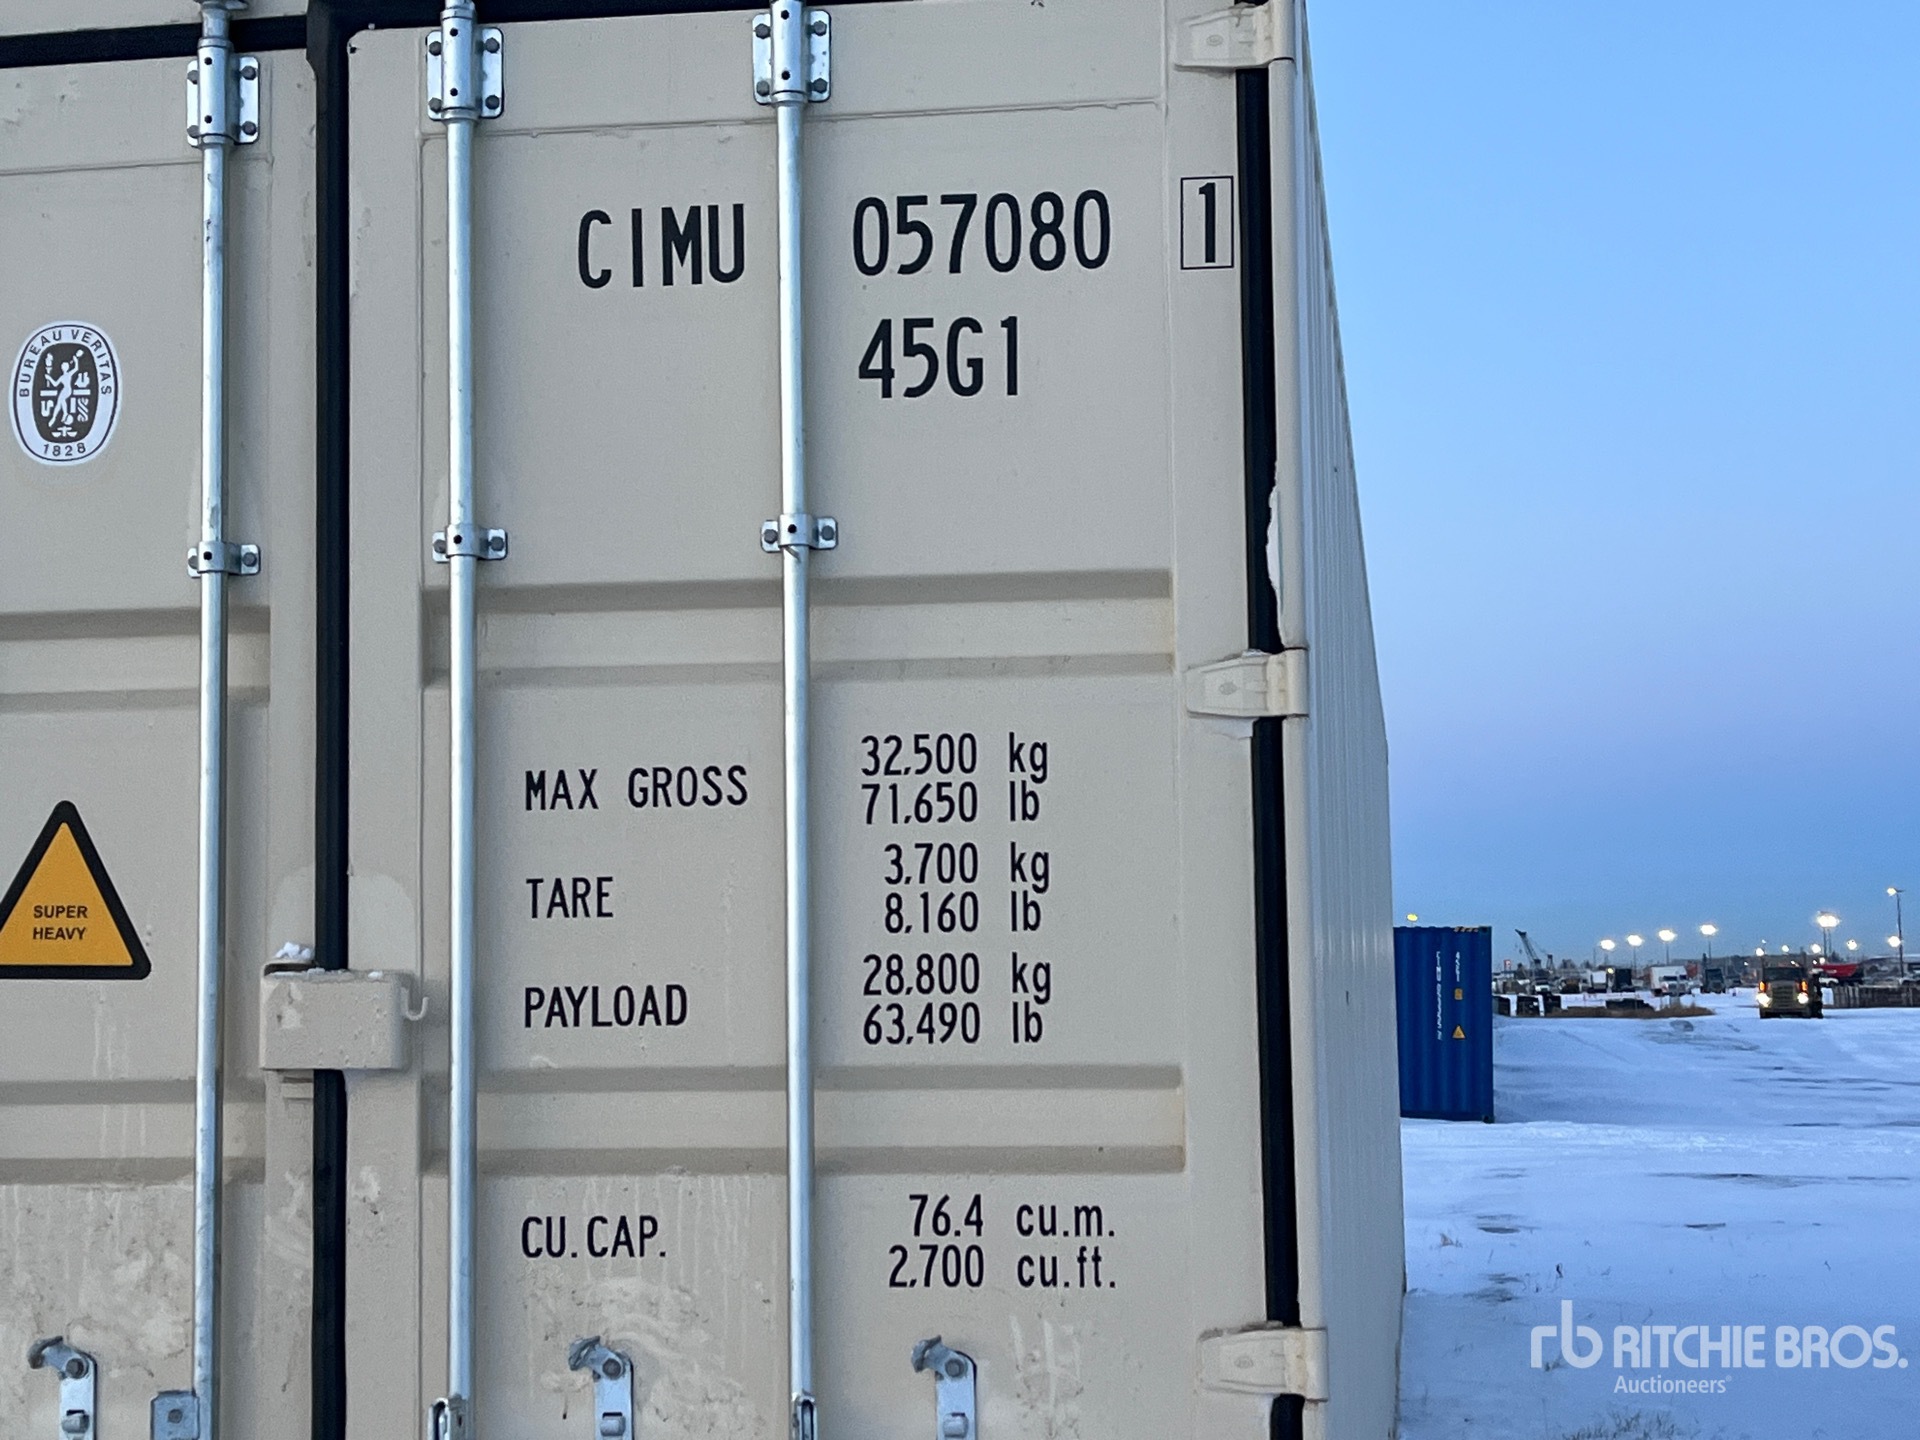 CIMU 057080 1
45G1
BUREAU VERITAS
1828
MAX GROSS 32,500 kg
71,650 lb
TARE 3,700 kg
8,160 lb
SUPER
HEAVY
PAYLOAD 28,800 kg
63,490 lb
CU.CAP. 76.4 cu.m.
2,700 cu.ft.
45G1
rb RITCHIE BROS.
Auctioneers